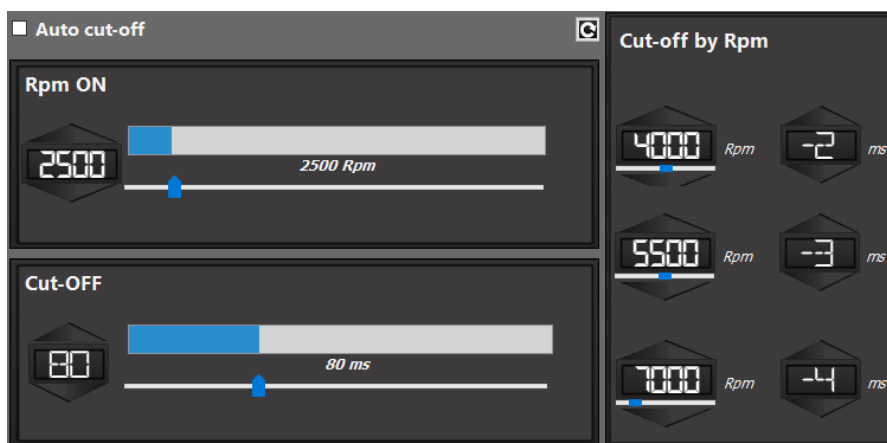 Auto cut-off
Rpm ON
2500
2500 Rpm
Cut-OFF
80
80 ms
Cut-off by Rpm
4000 Rpm -2 ms
5500 Rpm -3 ms
7000 Rpm -4 ms